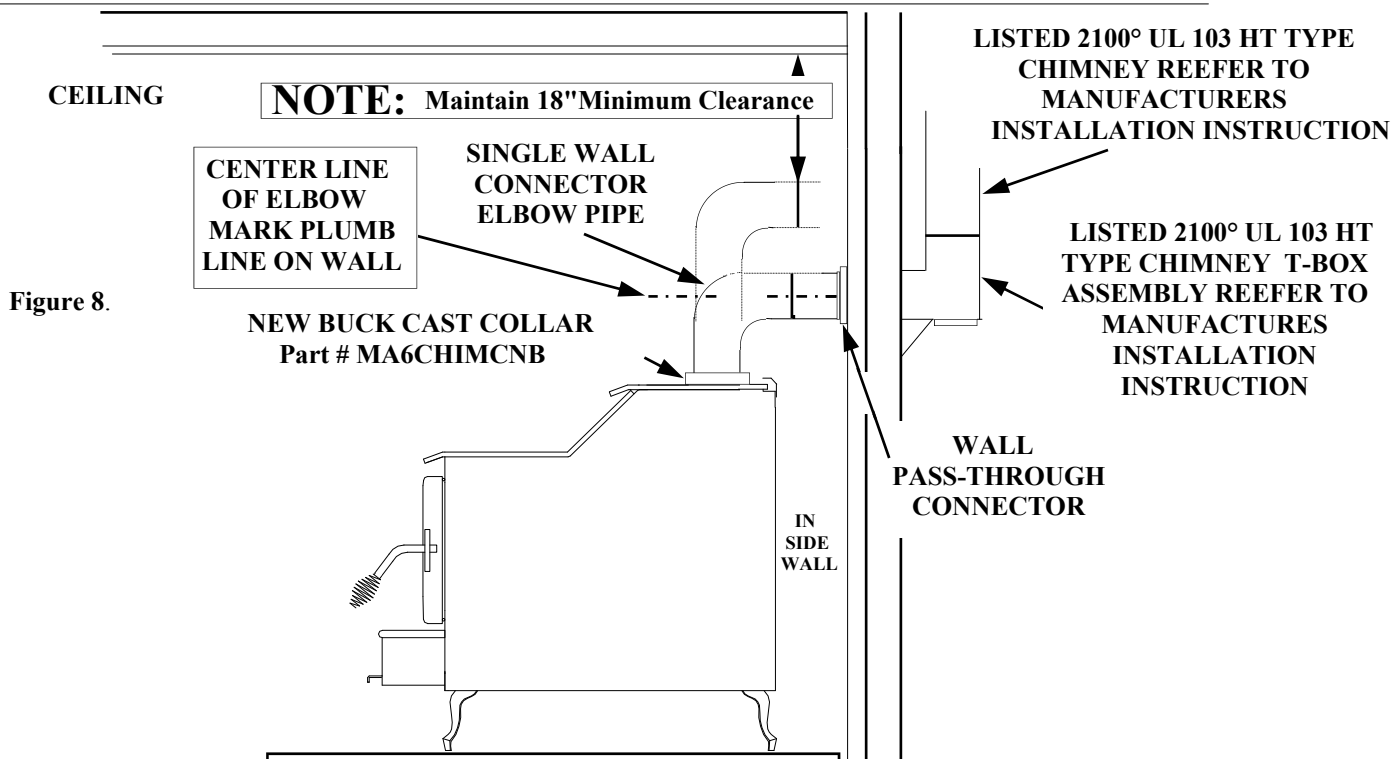 LISTED 2100° UL 103 HT TYPE
CHIMNEY REEFER TO
MANUFACTURERS
INSTALLATION INSTRUCTION
CEILING
NOTE: Maintain 18"Minimum Clearance
CENTER LINE
OF ELBOW
MARK PLUMB
LINE ON WALL
SINGLE WALL
CONNECTOR
ELBOW PIPE
LISTED 2100° UL 103 HT
TYPE CHIMNEY T-BOX
ASSEMBLY REEFER TO
MANUFACTURES
INSTALLATION
INSTRUCTION
Figure 8.
NEW BUCK CAST COLLAR
Part # MA6CHIMCNB
WALL
PASS-THROUGH
CONNECTOR
IN
SIDE
WALL